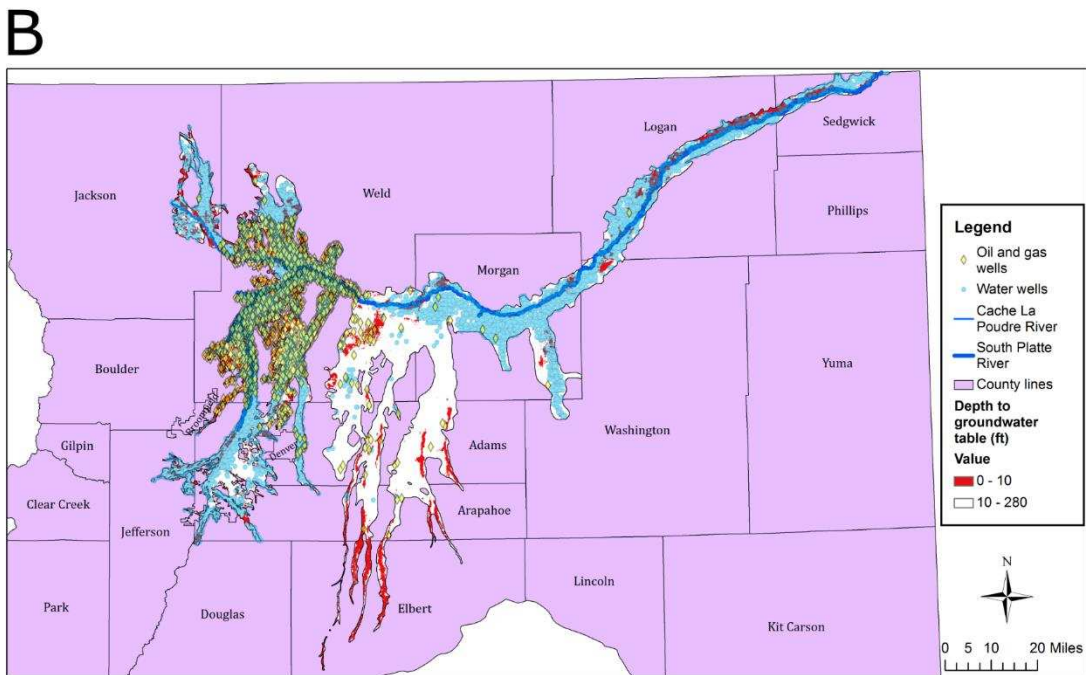 B
Logan
Sedgwick
Jackson
Weld
Phillips
Morgan
Boulder
Yuma
Broomfield
Gilpin
Denver
Adams
Washington
Clear Creek
Jefferson
Arapahoe
Park
Douglas
Elbert
Lincoln
Kit Carson
Legend
Oil and gas
wells
Water wells
Cache La
Poudre River
South Platte
River
County lines
Depth to
groundwater
table (ft)
Value
0 - 10
10 - 280
N
0 5 10 20 Miles